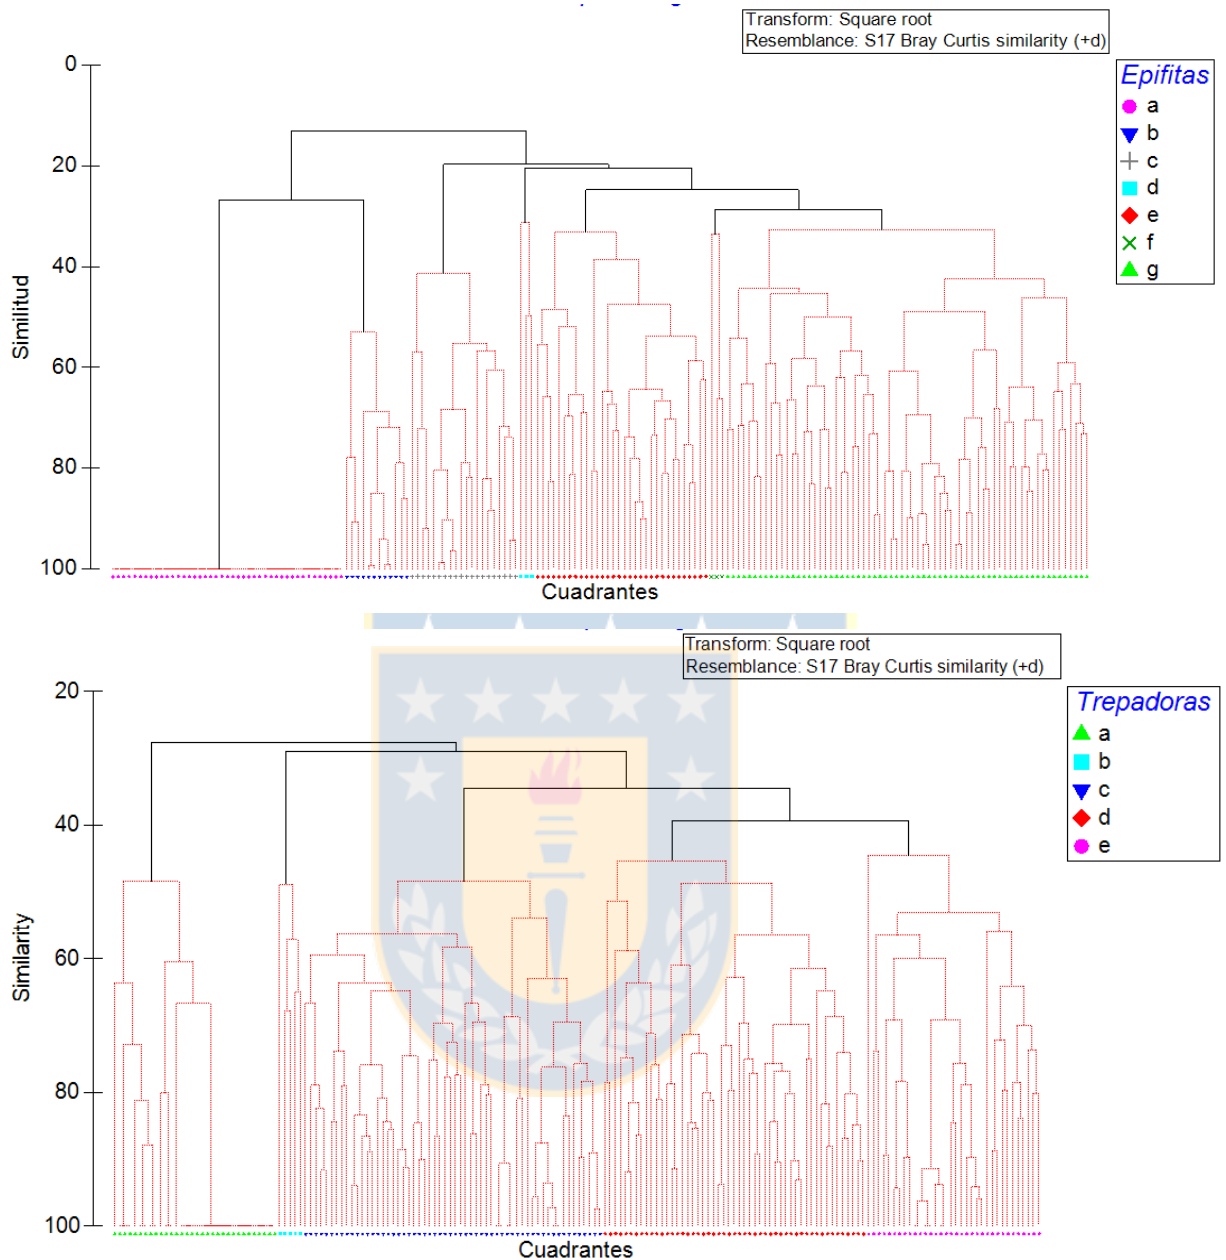 Transform: Square root
Resemblance: S17 Bray Curtis similarity (+d)
Epifitas
a
b
c
d
e
f
g
0
20
40
60
80
100
Similitud
Cuadrantes
Transform: Square root
Resemblance: S17 Bray Curtis similarity (+d)
Trepadoras
a
b
c
d
e
20
40
60
80
100
Similarity
Cuadrantes